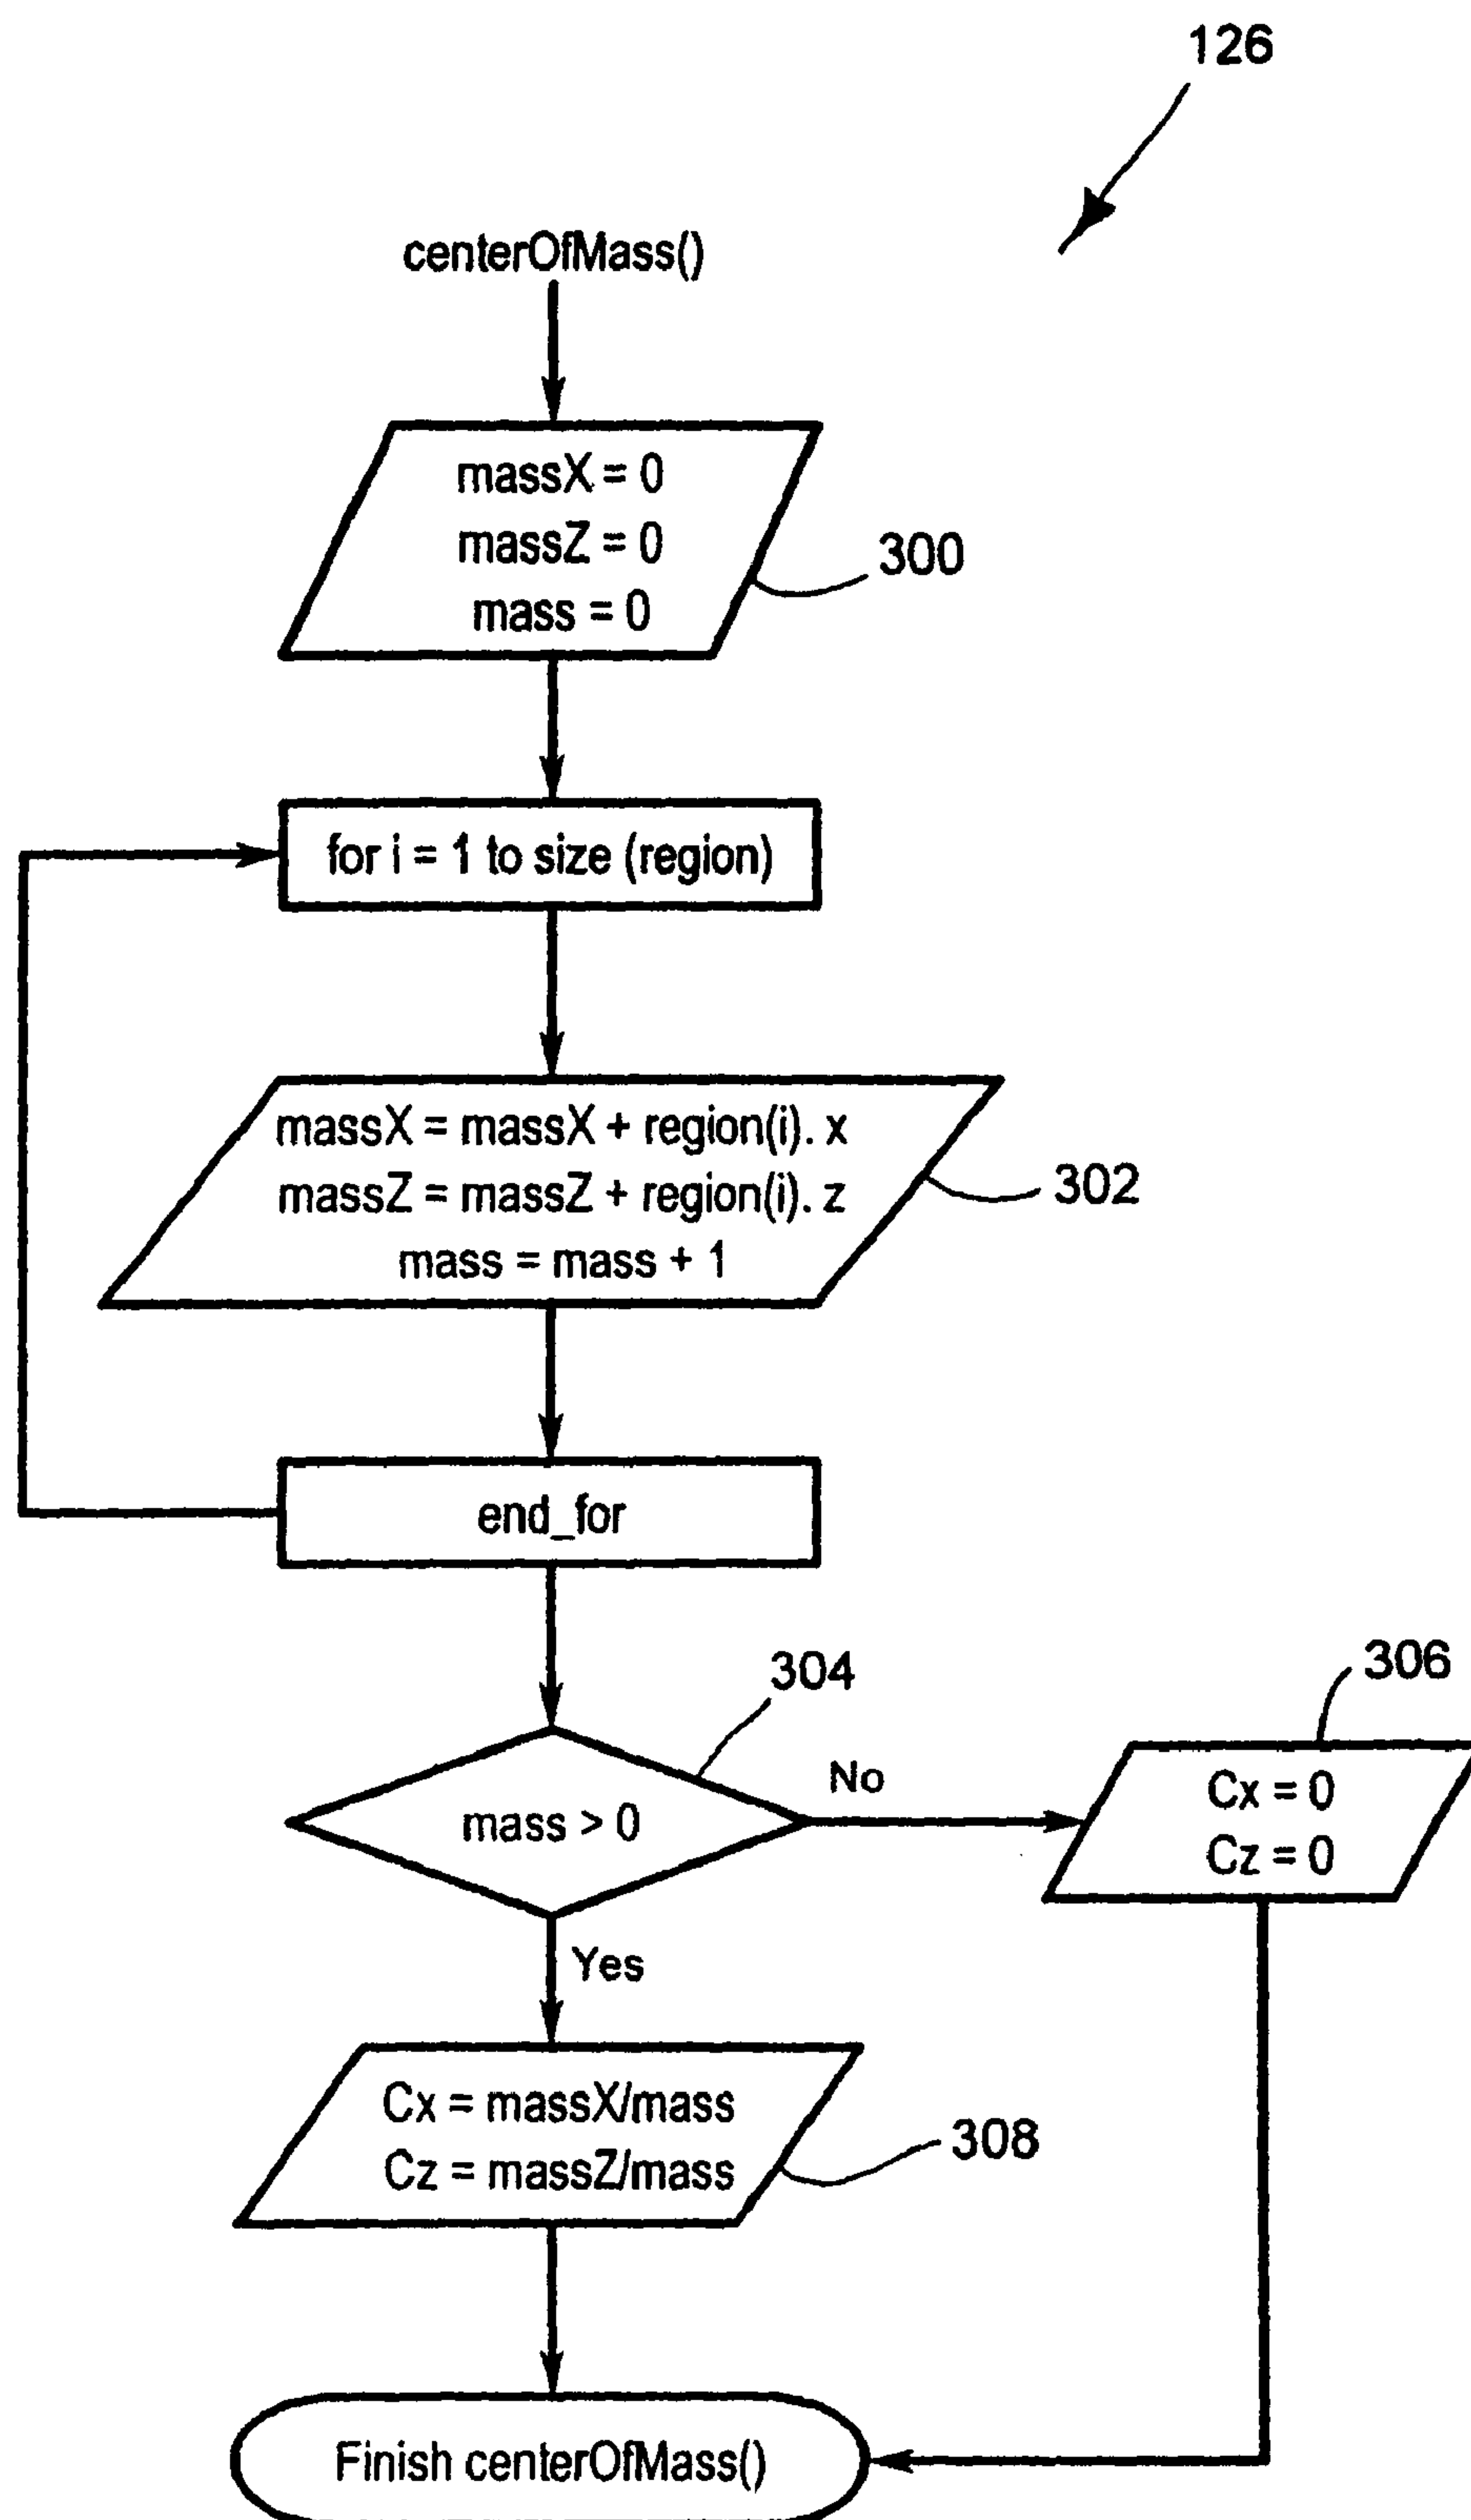 126
centerOfMass()
massX = 0
massZ = 0
mass = 0
300
for i = 1 to size (region)
massX = massX + region(i). x
massZ = massZ + region(i). z
mass = mass + 1
302
end_for
304
306
mass > 0
No
Cx = 0
Cz = 0
Yes
Cx = massX/mass
Cz = massZ/mass
308
Finish centerOfMass()